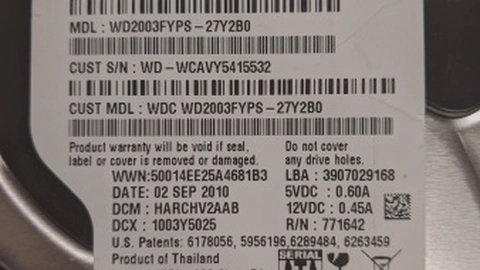 MDL : WD2003FYPS-27Y2B0
CUST S/N : WD-WCAVY5415532
CUST MDL : WDC WD2003FYPS-27Y2B0
Product warranty will be void if seal,
label or cover is removed or damaged.
Do not cover
any drive holes.
WWN:50014EE25A4681B3 LBA : 3907029168
DATE: 02 SEP 2010 5VDC : 0.60A
DCM : HARCHV2AAB 12VDC : 0.45A
DCX : 1003Y5025 R/N : 771642
U.S. Patents: 6178056, 5956196,6289484, 6263459
Product of Thailand
SERIAL
ATA